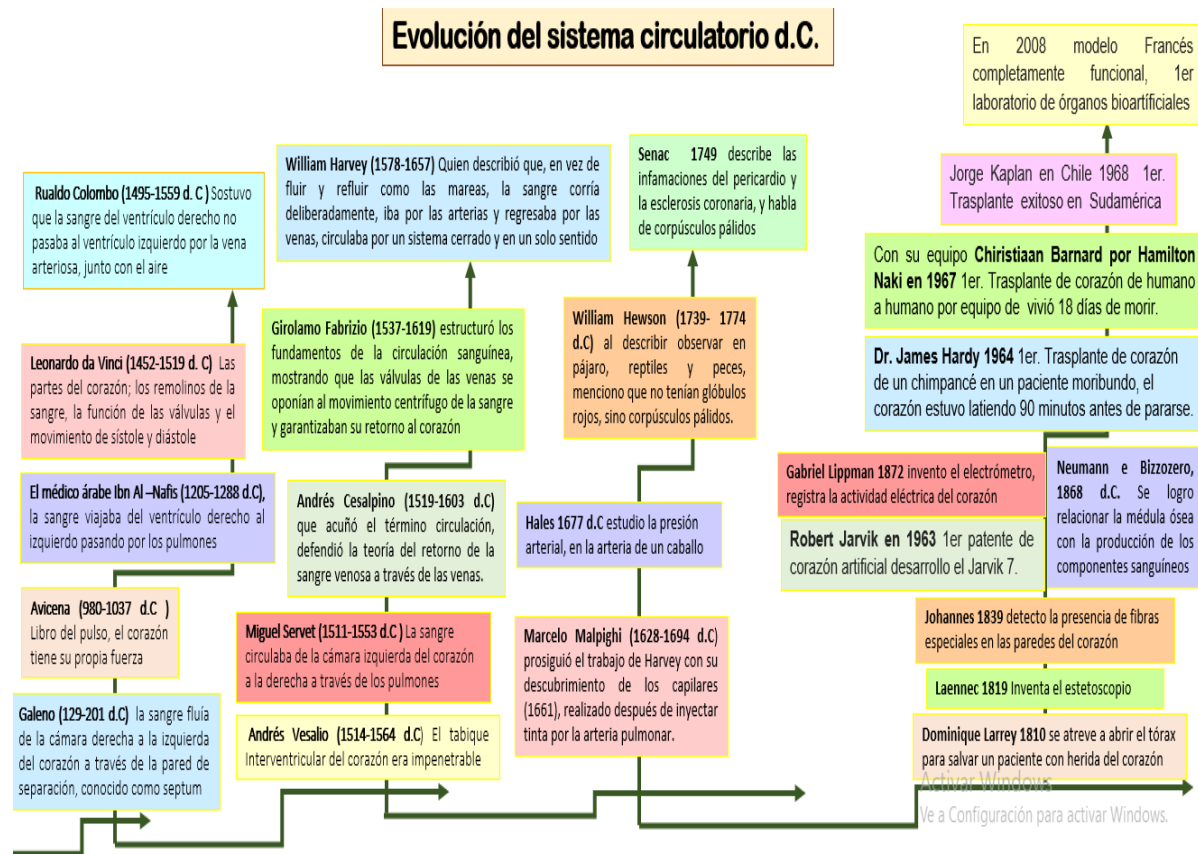 Evolución del sistema circulatorio d.C.
Rualdo Colombo (1495-1559 d. C ) Sostuvo
que la sangre del ventrículo derecho no
pasaba al ventrículo izquierdo por la vena
arteriosa, junto con el aire
Leonardo da Vinci (1452-1519 d. C) Las
partes del corazón; los remolinos de la
sangre, la función de las válvulas y el
movimiento de sístole y diástole
El médico árabe Ibn Al –Nafis (1205-1288 d.C),
la sangre viajaba del ventrículo derecho al
izquierdo pasando por los pulmones
Avicena (980-1037 d.C )
Libro del pulso, el corazón
tiene su propia fuerza
Galeno (129-201 d.C) la sangre fluía
de la cámara derecha a la izquierda
del corazón a través de la pared de
separación, conocido como septum
William Harvey (1578-1657) Quien describió que, en vez de
fluir y refluir como las mareas, la sangre corría
deliberadamente, iba por las arterias y regresaba por las
venas, circulaba por un sistema cerrado y en un solo sentido
Girolamo Fabrizio (1537-1619) estructuró los
fundamentos de la circulación sanguínea,
mostrando que las válvulas de las venas se
oponían al movimiento centrífugo de la sangre
y garantizaban su retorno al corazón
Andrés Cesalpino (1519-1603 d.C)
que acuñó el término circulación,
defendió la teoría del retorno de la
sangre venosa a través de las venas.
Miguel Servet (1511-1553 d.C ) La sangre
circulaba de la cámara izquierda del corazón
a la derecha a través de los pulmones
Andrés Vesalio (1514-1564 d.C) El tabique
Interventricular del corazón era impenetrable
Senac 1749 describe las
infamaciones del pericardio y
la esclerosis coronaria, y habla
de corpúsculos pálidos
William Hewson (1739- 1774
d.C) al describir observar en
pájaro, reptiles y peces,
menciono que no tenían glóbulos
rojos, sino corpúsculos pálidos.
Hales 1677 d.C estudio la presión
arterial, en la arteria de un caballo
Marcelo Malpighi (1628-1694 d.C)
prosiguió el trabajo de Harvey con su
descubrimiento de los capilares
(1661), realizado después de inyectar
tinta por la arteria pulmonar.
En 2008 modelo Francés
completamente funcional, 1er
laboratorio de órganos bioartíficiales
Jorge Kaplan en Chile 1968 1er.
Trasplante exitoso en Sudamérica
Con su equipo Chiristiaan Barnard por Hamilton
Naki en 1967 1er. Trasplante de corazón de humano
a humano por equipo de vivió 18 días de morir.
Dr. James Hardy 1964 1er. Trasplante de corazón
de un chimpancé en un paciente moribundo, el
corazón estuvo latiendo 90 minutos antes de pararse.
Gabriel Lippman 1872 invento el electrómetro,
registra la actividad eléctrica del corazón
Robert Jarvik en 1963 1er patente de
corazón artificial desarrollo el Jarvik 7.
Neumann e Bizzozero,
1868 d.C. Se logro
relacionar la médula ósea
con la producción de los
componentes sanguíneos
Johannes 1839 detecto la presencia de fibras
especiales en las paredes del corazón
Laennec 1819 Inventa el estetoscopio
Dominique Larrey 1810 se atreve a abrir el tórax
para salvar un paciente con herida del corazón
Activar Windows
Ve a Configuración para activar Windows.